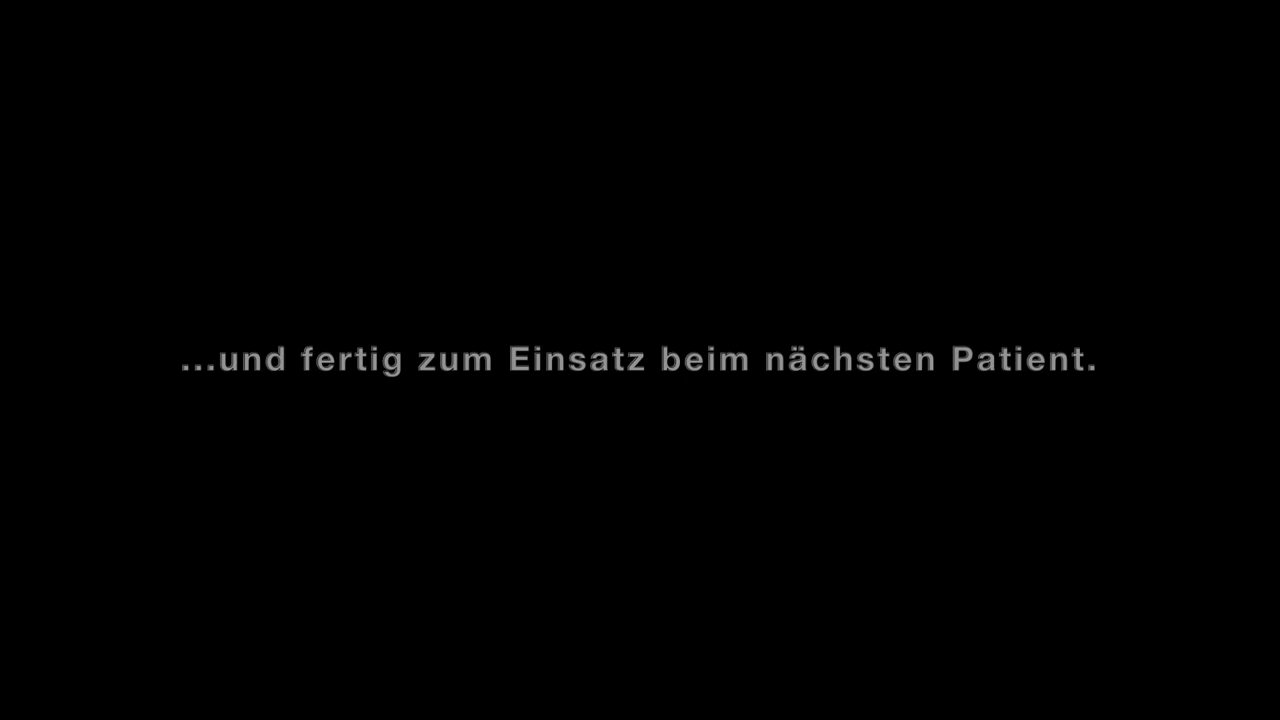 ...und fertig zum Einsatz beim nächsten Patient.